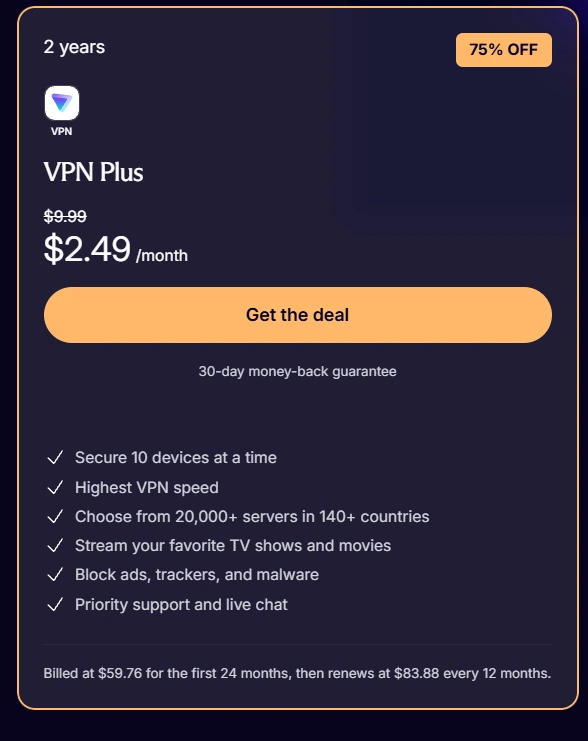 2 years
75% OFF
VPN
VPN Plus
$9.99
$2.49 /month
Get the deal
30-day money-back guarantee
Secure 10 devices at a time
Highest VPN speed
Choose from 20,000+ servers in 140+ countries
Stream your favorite TV shows and movies
Block ads, trackers, and malware
Priority support and live chat
Billed at $59.76 for the first 24 months, then renews at $83.88 every 12 months.